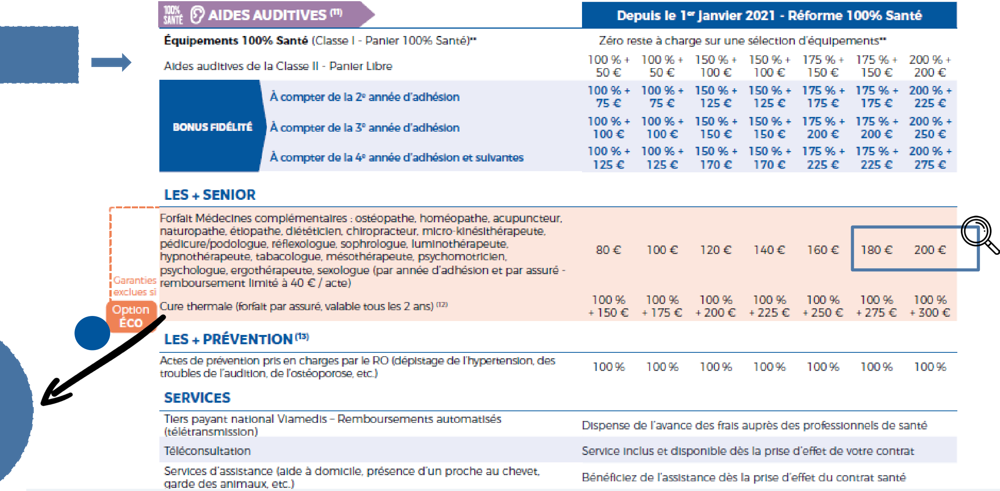 100% SANTÉ AIDES AUDITIVES (11) Depuis le 1er Janvier 2021 - Réforme 100% Santé
Équipements 100% Santé (Classe I - Panier 100% Santé)** Zéro reste à charge sur une sélection d'équipements**
Aides auditives de la Classe II - Panier Libre 100 % + 50 € 100 % + 50 € 150 % + 100 € 150 % + 100 € 175 % + 150 € 175 % + 150 € 200 % + 200 €
BONUS FIDÉLITÉ
À compter de la 2e année d'adhésion 100 % + 75 € 100 % + 75 € 150 % + 125 € 150 % + 125 € 175 % + 175 € 175 % + 175 € 200 % + 225 €
À compter de la 3e année d'adhésion 100 % + 100 € 100 % + 100 € 150 % + 150 € 150 % + 150 € 175 % + 200 € 175 % + 200 € 200 % + 250 €
À compter de la 4e année d'adhésion et suivantes 100 % + 125 € 100 % + 125 € 150 % + 170 € 150 % + 170 € 175 % + 225 € 175 % + 225 € 200 % + 275 €
LES + SENIOR
Forfait Médecines complémentaires : ostéopathe, homéopathe, acupuncteur,
naturopathe, étiopathe, diététicien, chiropracteur, micro-kinésithérapeute,
pédicure/podologue, réflexologue, sophrologue, luminothérapeute,
hypnothérapeute, tabacologue, mésothérapeute, psychomotricien,
psychologue, ergothérapeute, sexologue (par année d'adhésion et par assuré -
remboursement limité à 40 € / acte)
80 € 100 € 120 € 140 € 160 € 180 € 200 €
Garanties
exclues si
Option
ÉCO
Cure thermale (forfait par assuré, valable tous les 2 ans) (12) 100 % + 150 € 100 % + 175 € 100 % + 200 € 100 % + 225 € 100 % + 250 € 100 % + 275 € 100 % + 300 €
LES + PRÉVENTION (13)
Actes de prévention pris en charges par le RO (dépistage de l'hypertension, des
troubles de l'audition, de l'ostéoporose, etc.)
100 % 100 % 100 % 100 % 100 % 100 % 100 %
SERVICES
Tiers payant national Viamedis – Remboursements automatisés
(télétransmission)
Dispense de l'avance des frais auprès des professionnels de santé
Téléconsultation Service inclus et disponible dès la prise d'effet de votre contrat
Services d'assistance (aide à domicile, présence d'un proche au chevet,
garde des animaux, etc.)
Bénéficiez de l'assistance dès la prise d'effet du contrat santé